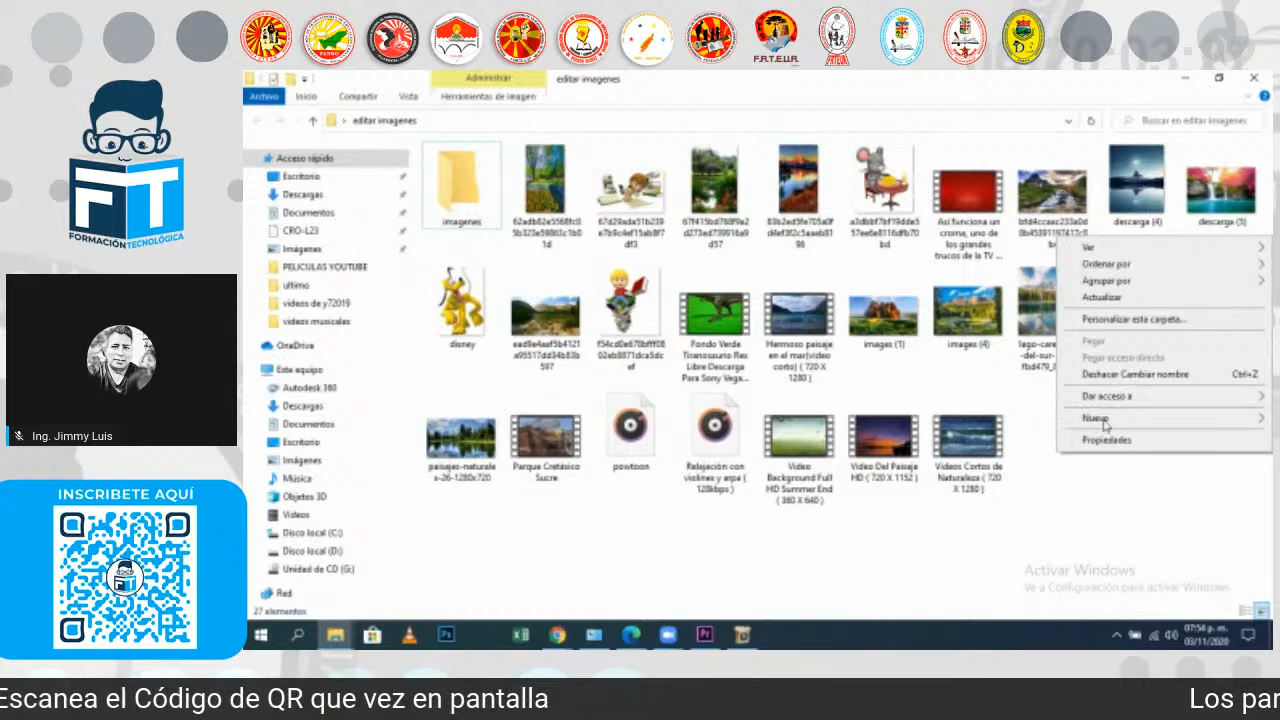 F.R.T.E.U.R.
FORMACIÓN
TECNOLÓGICA
Ing. Jimmy Luis
INSCRIBETE AQUÍ
Administrar
editar imagenes
Archivo
Inicio
Compartir
Vista
Herramientas de imagen
editar imagenes
Buscar en editar imagenes
Acceso rápido
Escritorio
Descargas
Documentos
CRO-L23
Imágenes
PELICULAS YOUTUBE
ultimo
videos de y72019
videos musicales
OneDrive
Este equipo
Autodesk 360
Descargas
Documentos
Escritorio
Imágenes
Música
Objetos 3D
Vídeos
Disco local (C:)
Disco local (D:)
Unidad de CD (G:)
Red
27 elementos
imagenes
Así funciona un
croma, uno de
los grandes
trucos de la TV ...
descarga (4)
descarga (5)
disney
Fondo Verde
Tiranosaurio Rex
Libre Descarga
Para Sony Vega...
Hermoso paisaje
en el mar(video
corto) ( 720 X
1280 )
images (1)
images (4)
paisajes-naturale
s-26-1280x720
Parque Cretásico
Sucre
powtoon
Relajación con
violines y arpa (
128kbps )
Video
Background Full
HD Summer End
( 360 X 640 )
Video Del Paisaje
HD ( 720 X 1152 )
Videos Cortos de
Naturaleza ( 720
X 1280 )
Ver
Ordenar por
Agrupar por
Actualizar
Personalizar esta carpeta...
Pegar
Pegar acceso directo
Deshacer Cambiar nombre Ctrl+Z
Dar acceso a
Nuevo
Propiedades
Activar Windows
Ve a Configuración para activar Windows.
07:54 p. m.
03/11/2020
Escanea el Código de QR que vez en pantalla
Los par